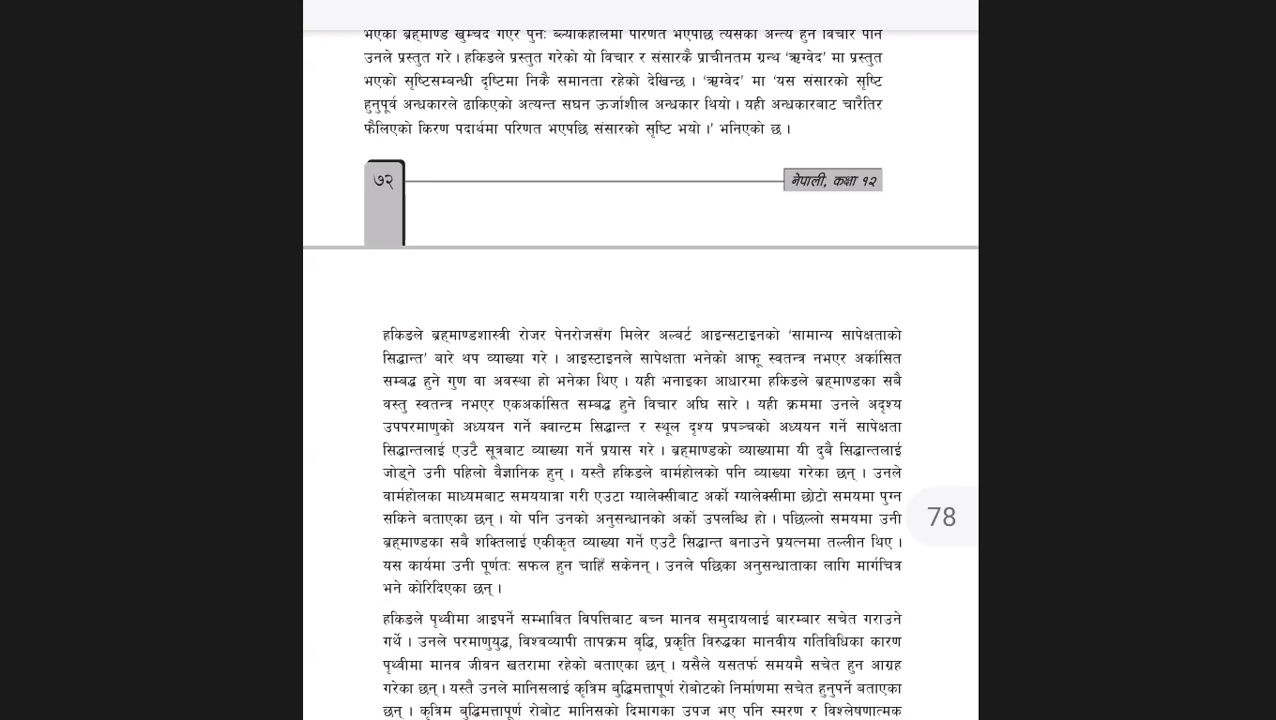 भएको ब्रह्माण्ड खुम्चिँदै गएर पुनः ब्ल्याकहोलमा परिणत भएपछि त्यसको अन्त्य हुने विचार पनि
उनले प्रस्तुत गरे । हकिङले प्रस्तुत गरेको यो विचार र संसारकै प्राचीनतम ग्रन्थ ‘ऋग्वेद’ मा प्रस्तुत
भएको सृष्टिसम्बन्धी दृष्टिमा निकै समानता रहेको देखिन्छ । ‘ऋग्वेद’ मा ‘यस संसारको सृष्टि
हुनुपूर्व अन्धकारले ढाकिएको अत्यन्त सघन ऊर्जाशील अन्धकार थियो । यही अन्धकारबाट चारैतिर
फैलिएको किरण पदार्थमा परिणत भएपछि संसारको सृष्टि भयो ।’ भनिएको छ ।
७२
नेपाली, कक्षा १२
हकिङले ब्रह्माण्डशास्त्री रोजर पेनरोजसँग मिलेर अल्बर्ट आइन्सटाइनको ‘सामान्य सापेक्षताको
सिद्धान्त’ बारे थप व्याख्या गरे । आइस्टाइनले सापेक्षता भनेको आफू स्वतन्त्र नभएर अर्कासित
सम्बद्ध हुने गुण वा अवस्था हो भनेका थिए । यही भनाइका आधारमा हकिङले ब्रह्माण्डका सबै
वस्तु स्वतन्त्र नभएर एकअर्कासित सम्बद्ध हुने विचार अघि सारे । यही क्रममा उनले अदृश्य
उपपरमाणुको अध्ययन गर्ने क्वान्टम सिद्धान्त र स्थूल दृश्य प्रपञ्चको अध्ययन गर्ने सापेक्षता
सिद्धान्तलाई एउटै सूत्रबाट व्याख्या गर्ने प्रयास गरे । ब्रह्माण्डको व्याख्यामा यी दुबै सिद्धान्तलाई
जोड्ने उनी पहिलो वैज्ञानिक हुन् । यस्तै हकिङले वार्महोलको पनि व्याख्या गरेका छन् । उनले
वार्महोलका माध्यमबाट समययात्रा गरी एउटा ग्यालेक्सीबाट अर्को ग्यालेक्सीमा छोटो समयमा पुग्न
सकिने बताएका छन् । यो पनि उनको अनुसन्धानको अर्को उपलब्धि हो । पछिल्लो समयमा उनी
78
ब्रह्माण्डका सबै शक्तिलाई एकीकृत व्याख्या गर्ने एउटै सिद्धान्त बनाउने प्रयत्नमा तल्लीन थिए ।
यस कार्यमा उनी पूर्णतः सफल हुन चाहिँ सकेनन् । उनले पछिका अनुसन्धाताका लागि मार्गचित्र
भने कोरिदिएका छन् ।
हकिङले पृथ्वीमा आइपर्ने सम्भावित विपत्तिबाट बच्न मानव समुदायलाई बारम्बार सचेत गराउने
गर्थे । उनले परमाणुयुद्ध, विश्वव्यापी तापक्रम वृद्धि, प्रकृति विरुद्धका मानवीय गतिविधिका कारण
पृथ्वीमा मानव जीवन खतरामा रहेको बताएका छन् । यसैले यसतर्फ समयमै सचेत हुन आग्रह
गरेका छन् । यस्तै उनले मानिसलाई कृत्रिम बुद्धिमत्तापूर्ण रोबोटको निर्माणमा सचेत हुनुपर्ने बताएका
छन् । कृत्रिम बुद्धिमत्तापूर्ण रोबोट मानिसको दिमागका उपज भए पनि स्मरण र विश्लेषणात्मक